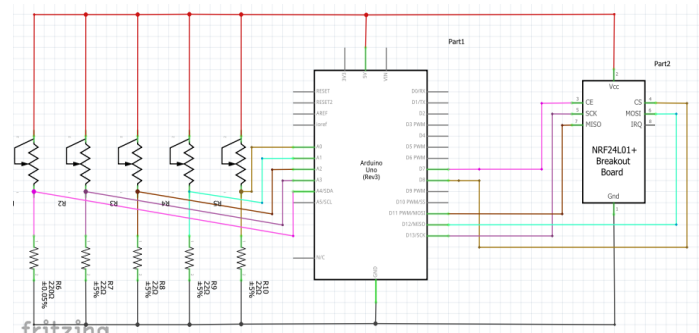 Part1
Part2
3V3
5V
VIN
RESET
RESET2
AREF
ioref
A0
A1
A2
A3
A4/SDA
A5/SCL
N/C
GND
Arduino
Uno
(Rev3)
D0/RX
D1/TX
D2
D3 PWM
D4
D5 PWM
D6 PWM
D7
D8
D9 PWM
D10 PWM/SS
D11 PWM/MOSI
D12/MISO
D13/SCK
Vcc
CE
SCK
MISO
CS
MOSI
IRQ
NRF24L01+
Breakout
Board
Gnd
R2
R3
R4
R5
R6
220Ω
±0.05%
R7
22Ω
±5%
R8
22Ω
±5%
R9
22Ω
±5%
R10
22Ω
±5%
fritzing